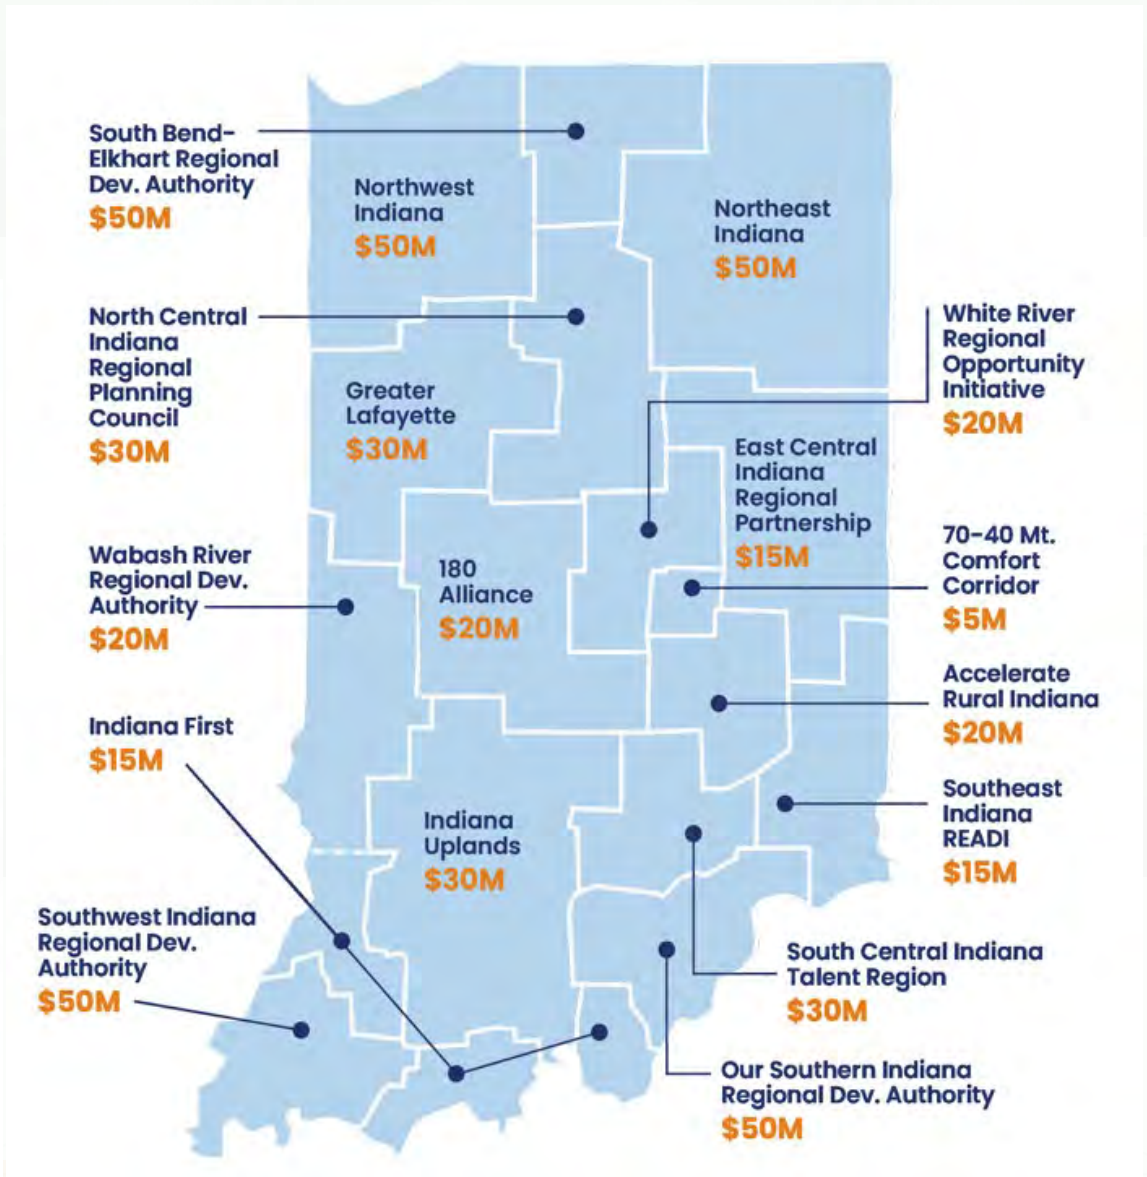 South Bend-
Elkhart Regional
Dev. Authority
$50M
Northwest
Indiana
$50M
Northeast
Indiana
$50M
North Central
Indiana
Regional
Planning
Council
$30M
Greater
Lafayette
$30M
White River
Regional
Opportunity
Initiative
$20M
East Central
Indiana
Regional
Partnership
$15M
Wabash River
Regional Dev.
Authority
$20M
180
Alliance
$20M
70-40 Mt.
Comfort
Corridor
$5M
Accelerate
Rural Indiana
$20M
Indiana First
$15M
Indiana
Uplands
$30M
Southeast
Indiana
READI
$15M
Southwest Indiana
Regional Dev.
Authority
$50M
South Central Indiana
Talent Region
$30M
Our Southern Indiana
Regional Dev. Authority
$50M